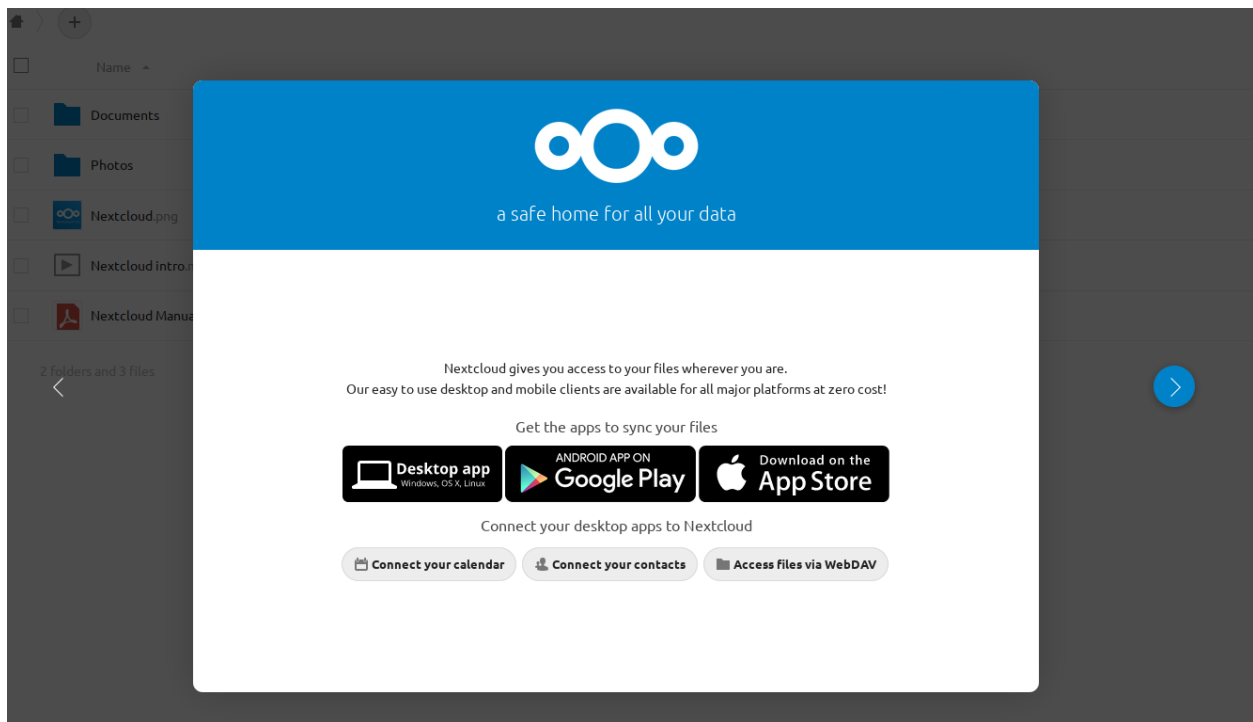 +
Name
Documents
Photos
Nextcloud.png
Nextcloud intro
Nextcloud
2 folders and 3 files
a safe home for all your data
Nextcloud gives you access to your files wherever you are.
Our easy to use desktop and mobile clients are available for all major platforms at zero cost!
Get the apps to sync your files
Desktop app
Windows, OS X, Linux
ANDROID APP ON
Google Play
Download on the
App Store
Connect your desktop apps to Nextcloud
Connect your calendar
Connect your contacts
Access files via WebDAV